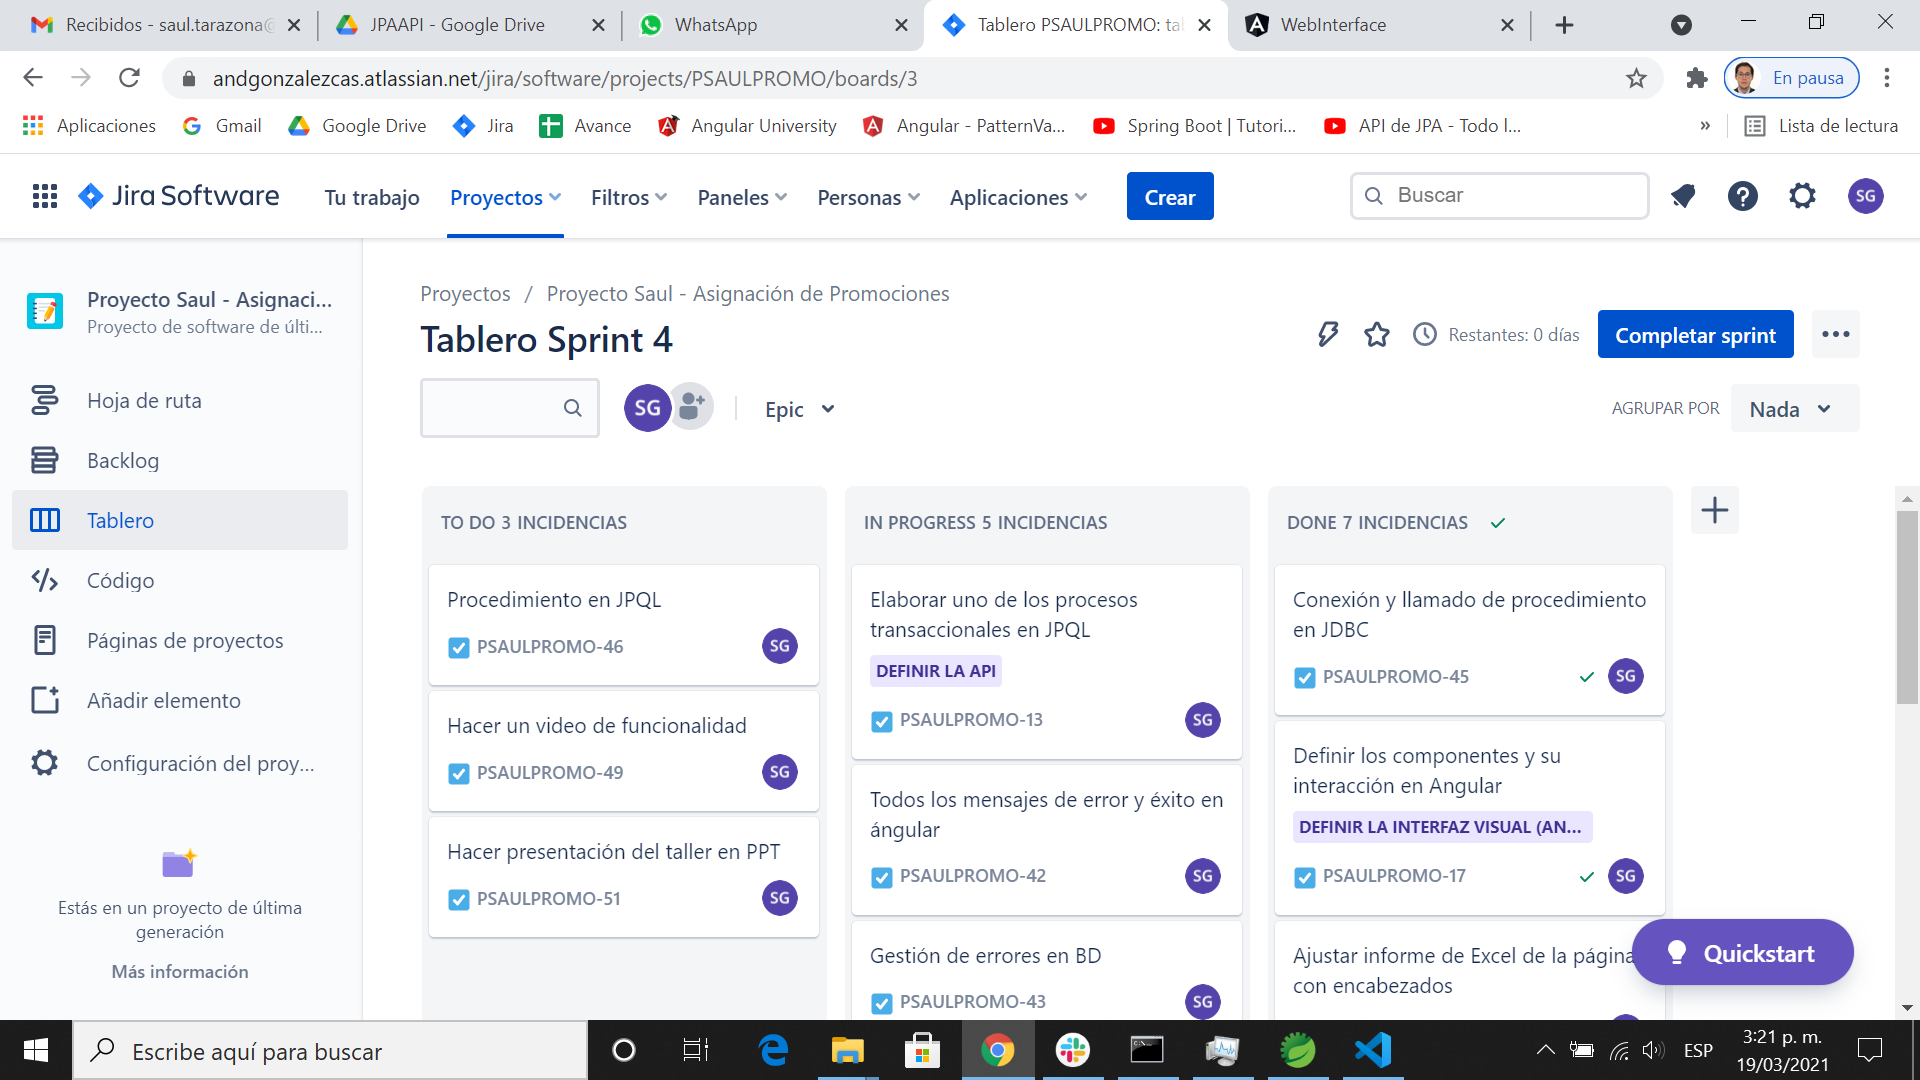 Recibidos - saul.tarazona@
JPAAPI - Google Drive
WhatsApp
Tablero PSAULPROMO: tal
WebInterface
andgonzalezcas.atlassian.net/jira/software/projects/PSAULPROMO/boards/3
En pausa
Aplicaciones
Gmail
Google Drive
Jira
Avance
Angular University
Angular - PatternVa...
Spring Boot | Tutori...
API de JPA - Todo l...
»
Lista de lectura
Jira Software
Tu trabajo
Proyectos
Filtros
Paneles
Personas
Aplicaciones
Crear
Buscar
SG
Proyecto Saul - Asignaci...
Proyecto de software de últi...
Hoja de ruta
Backlog
Tablero
Código
Páginas de proyectos
Añadir elemento
Configuración del proy...
Estás en un proyecto de última
generación
Más información
Proyectos / Proyecto Saul - Asignación de Promociones
Tablero Sprint 4
Restantes: 0 días
Completar sprint
SG
Epic
AGRUPAR POR
Nada
TO DO 3 INCIDENCIAS
Procedimiento en JPQL
PSAULPROMO-46
SG
Hacer un video de funcionalidad
PSAULPROMO-49
SG
Hacer presentación del taller en PPT
PSAULPROMO-51
SG
IN PROGRESS 5 INCIDENCIAS
Elaborar uno de los procesos
transaccionales en JPQL
DEFINIR LA API
PSAULPROMO-13
SG
Todos los mensajes de error y éxito en
ángular
PSAULPROMO-42
SG
Gestión de errores en BD
PSAULPROMO-43
SG
DONE 7 INCIDENCIAS
Conexión y llamado de procedimiento
en JDBC
PSAULPROMO-45
SG
Definir los componentes y su
interacción en Angular
DEFINIR LA INTERFAZ VISUAL (AN...
PSAULPROMO-17
SG
Ajustar informe de Excel de la página
con encabezados
Quickstart
Escribe aquí para buscar
ESP
3:21 p. m.
19/03/2021